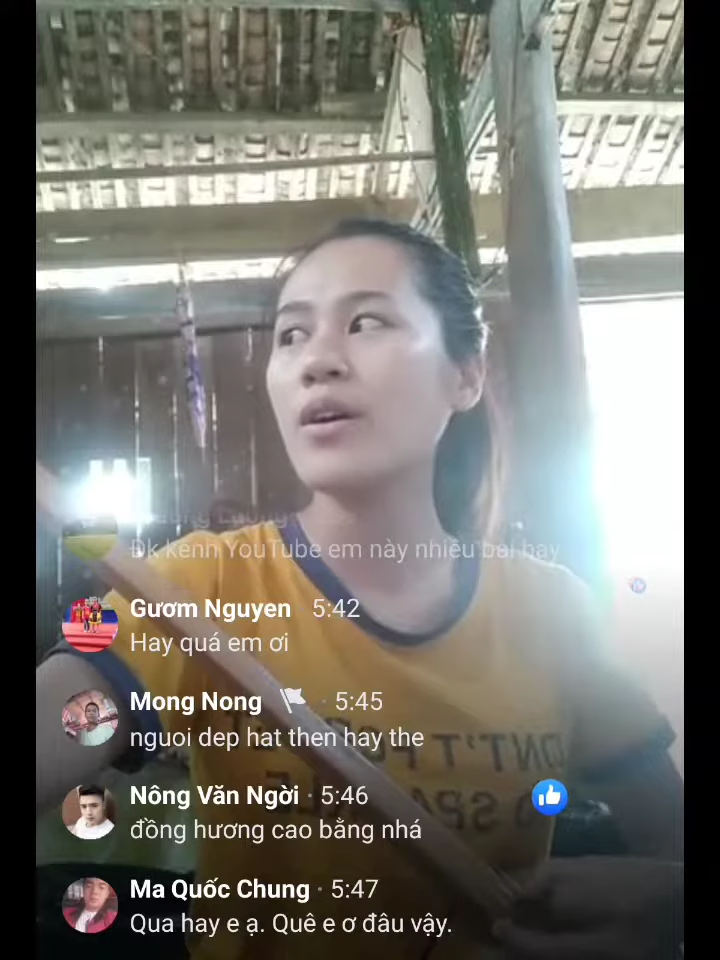 Đk kenh YouTube em này nhiều bai hay
Gươm Nguyen 5:42
Hay quá em ơi
Mong Nong · 5:45
nguoi dep hat then hay the
Nông Văn Ngời · 5:46
đồng hương cao bằng nhá
Ma Quốc Chung · 5:47
Qua hay e ạ. Quê e ơ đâu vậy.